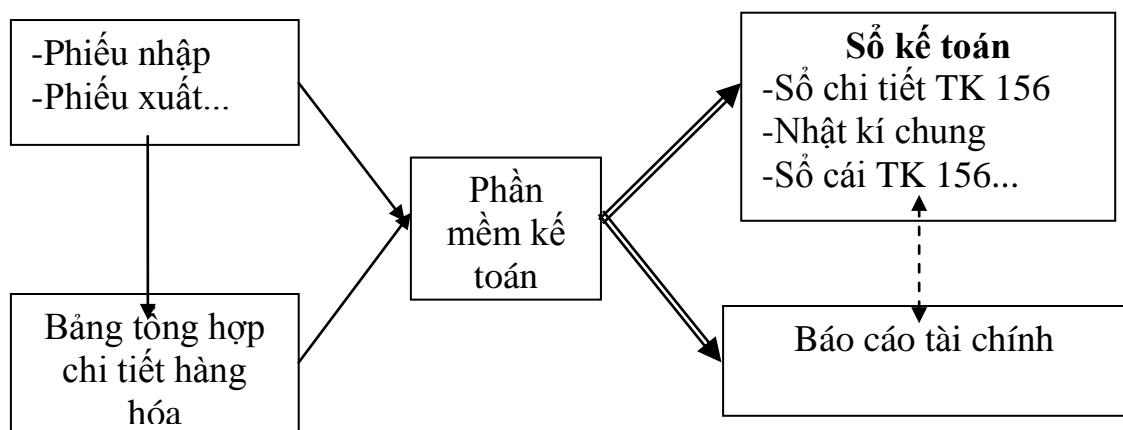 -Phiếu nhập
-Phiếu xuất...
Sổ kế toán
-Sổ chi tiết TK 156
-Nhật kí chung
-Sổ cái TK 156...
Phần
mềm kế
toán
Bảng tổng hợp
chi tiết hàng
hóa
Báo cáo tài chính